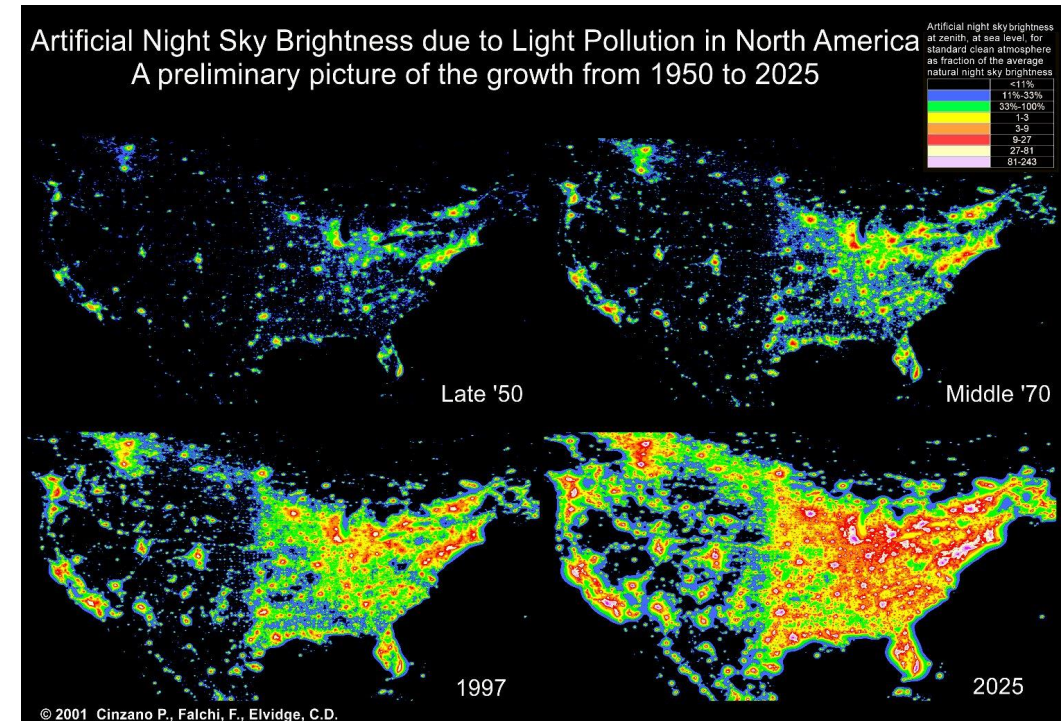 Artificial Night Sky Brightness due to Light Pollution in North America
A preliminary picture of the growth from 1950 to 2025
Artificial night sky brightness
at zenith, at sea level, for
standard clean atmosphere
as fraction of the average
natural night sky brightness
<11%
11%-33%
33%-100%
1-3
3-9
9-27
27-81
81-243
Late '50
Middle '70
1997
2025
© 2001 Cinzano P., Falchi, F., Elvidge, C.D.